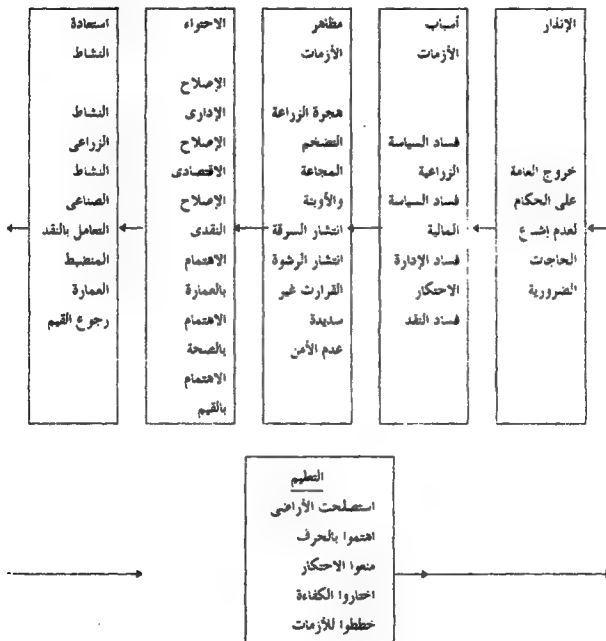 الإنذار
خروج العامة
على الحكام
لعدم إشباع
الحاجات
الضرورية
أسباب
الأزمات
فساد السياسة
الزراعية
فساد السياسة
المالية
فساد الإدارة
الاحتكار
فساد النقد
مظاهر
الأزمات
هجرة الزراعة
التضخم
المجاعة
والأوبئة
انتشار السرقة
انتشار الرشوة
القرارت غير
سديدة
عدم الأمن
الاحتواء
الإصلاح
الإدارى
الإصلاح
الاقتصادى
الإصلاح
النقدى
الاهتمام
بالعمارة
الاهتمام
بالصحة
الاهتمام
بالقيم
استعادة
النشاط
النشاط
الزراعى
النشاط
الصناعى
التعامل بالنقد
المنضبط
العمارة
رجوع القيم
التعليم
استصلحت الأراضى
اهتموا بالحرف
منعوا الاحتكار
اختاروا الكفاءة
خططوا للأزمات